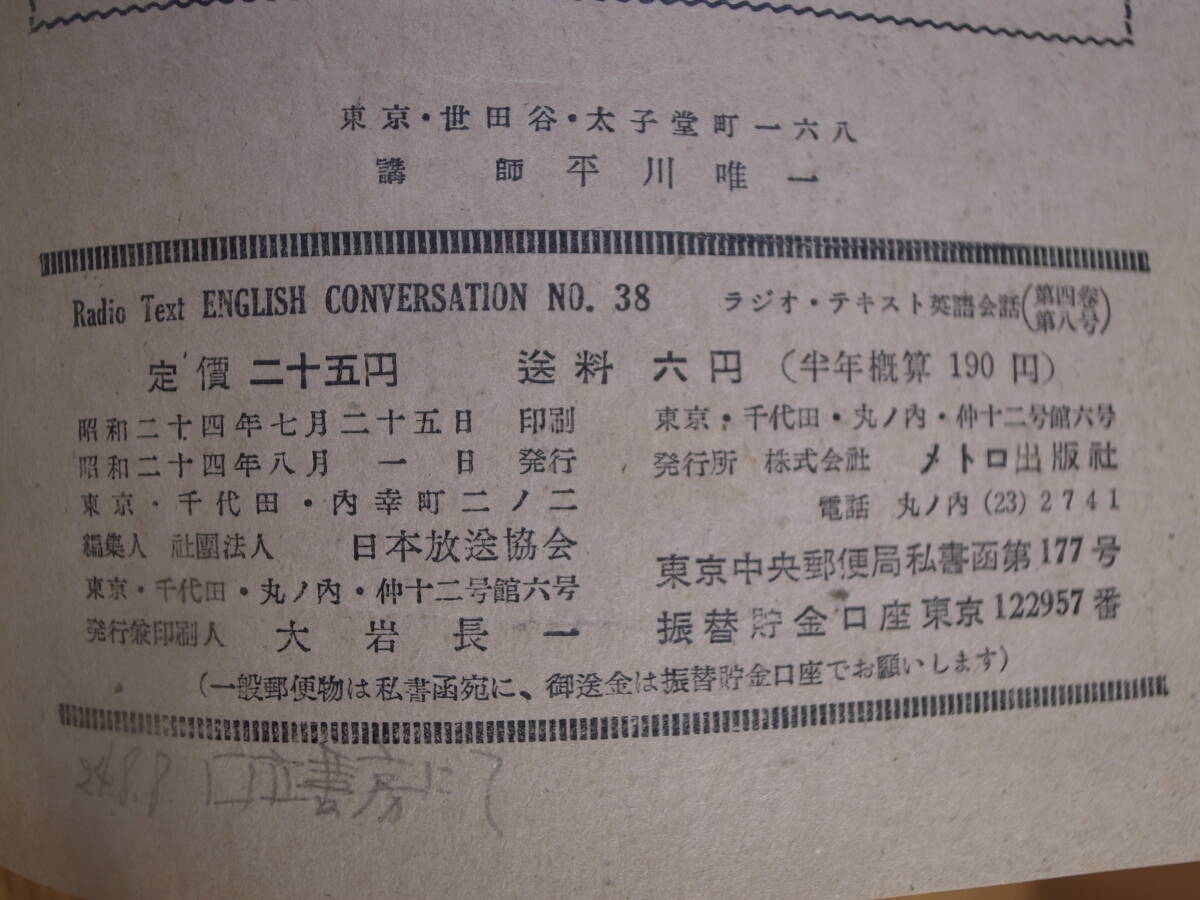 東京・世田谷・太子堂町一六八
講師 平川唯一
Radio Text ENGLISH CONVERSATION NO. 38
ラジオ・テキスト英語会話(第四巻第八号)
定價 二十五円 送料 六円 (半年概算 190 円)
昭和二十四年七月二十五日 印刷
昭和二十四年八月 一 日 発行
東京・千代田・内幸町二ノ二
編集人 社團法人 日本放送協会
東京・千代田・丸ノ内・仲十二号館六号
発行兼印刷人 大岩長一
東京・千代田・丸ノ内・仲十二号館六号
発行所 株式会社 メトロ出版社
電話 丸ノ内 (23) 2741
東京中央郵便局私書函第 177 号
振替貯金口座東京 122957 番
(一般郵便物は私書函宛に、御送金は振替貯金口座でお願いします)
24.8.8. 書房にて